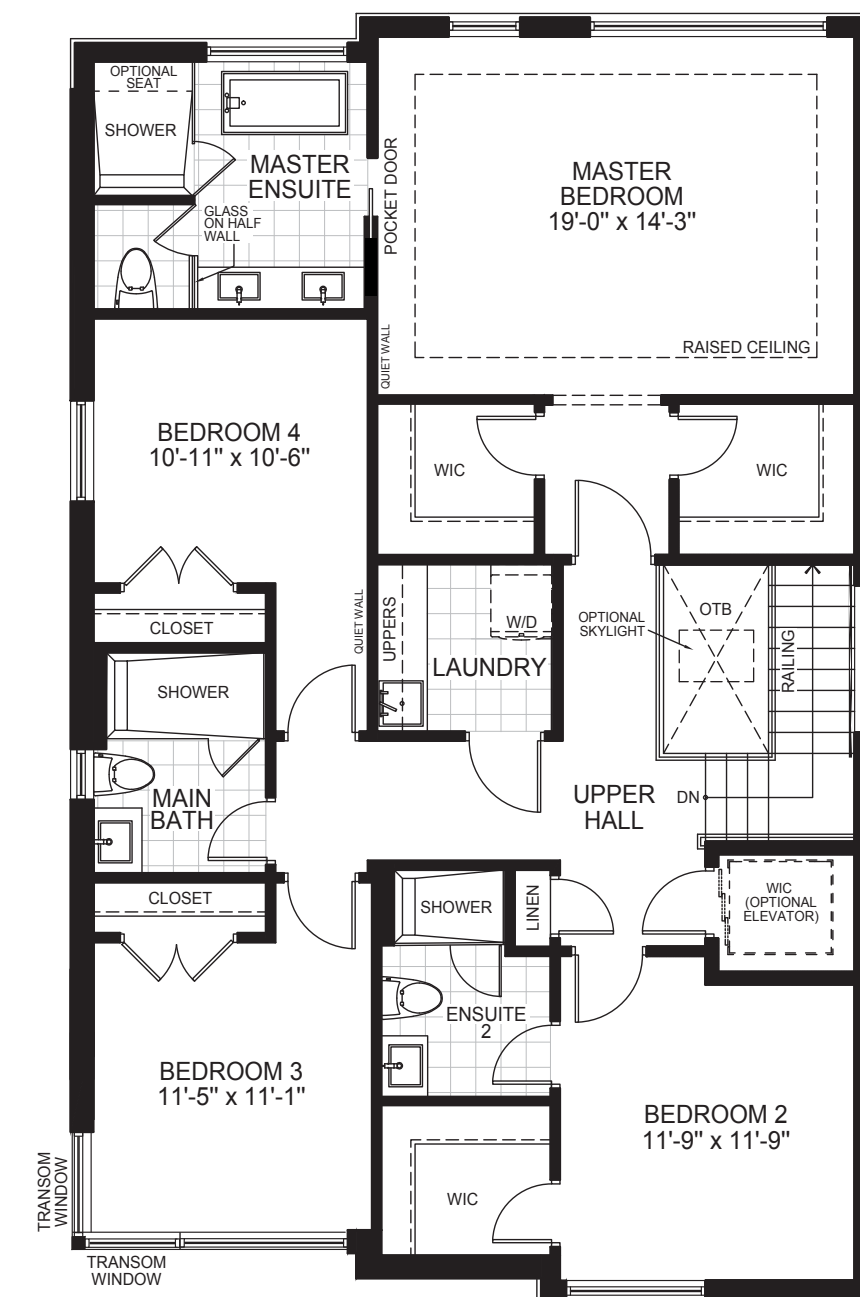 OPTIONAL
SEAT
SHOWER
MASTER
ENSUITE
GLASS
ON HALF
WALL
POCKET DOOR
MASTER
BEDROOM
19'-0" x 14'-3"
RAISED CEILING
QUIET WALL
BEDROOM 4
10'-11" x 10'-6"
WIC
WIC
CLOSET
QUIET WALL
UPPERS
W/D
LAUNDRY
OPTIONAL
SKYLIGHT
OTB
RAILING
SHOWER
MAIN
BATH
UPPER
HALL
DN
CLOSET
SHOWER
LINEN
WIC
(OPTIONAL
ELEVATOR)
ENSUITE
2
BEDROOM 3
11'-5" x 11'-1"
BEDROOM 2
11'-9" x 11'-9"
WIC
TRANSOM
WINDOW
TRANSOM
WINDOW